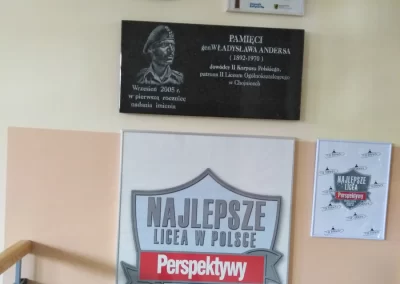 PAMIĘCI
gen. WŁADYSŁAWA ANDERSA
( 1892-1970 )
dowódcy II Korpusu Polskiego,
patrona II Liceum Ogólnokształcącego
w Chojnicach
Wrzesień 2005 r.
w pierwszą rocznicę
nadania imienia
NAJLEPSZE
LICEA W POLSCE
Perspektywy
NAJLEPSZE
LICEA
Perspektywy